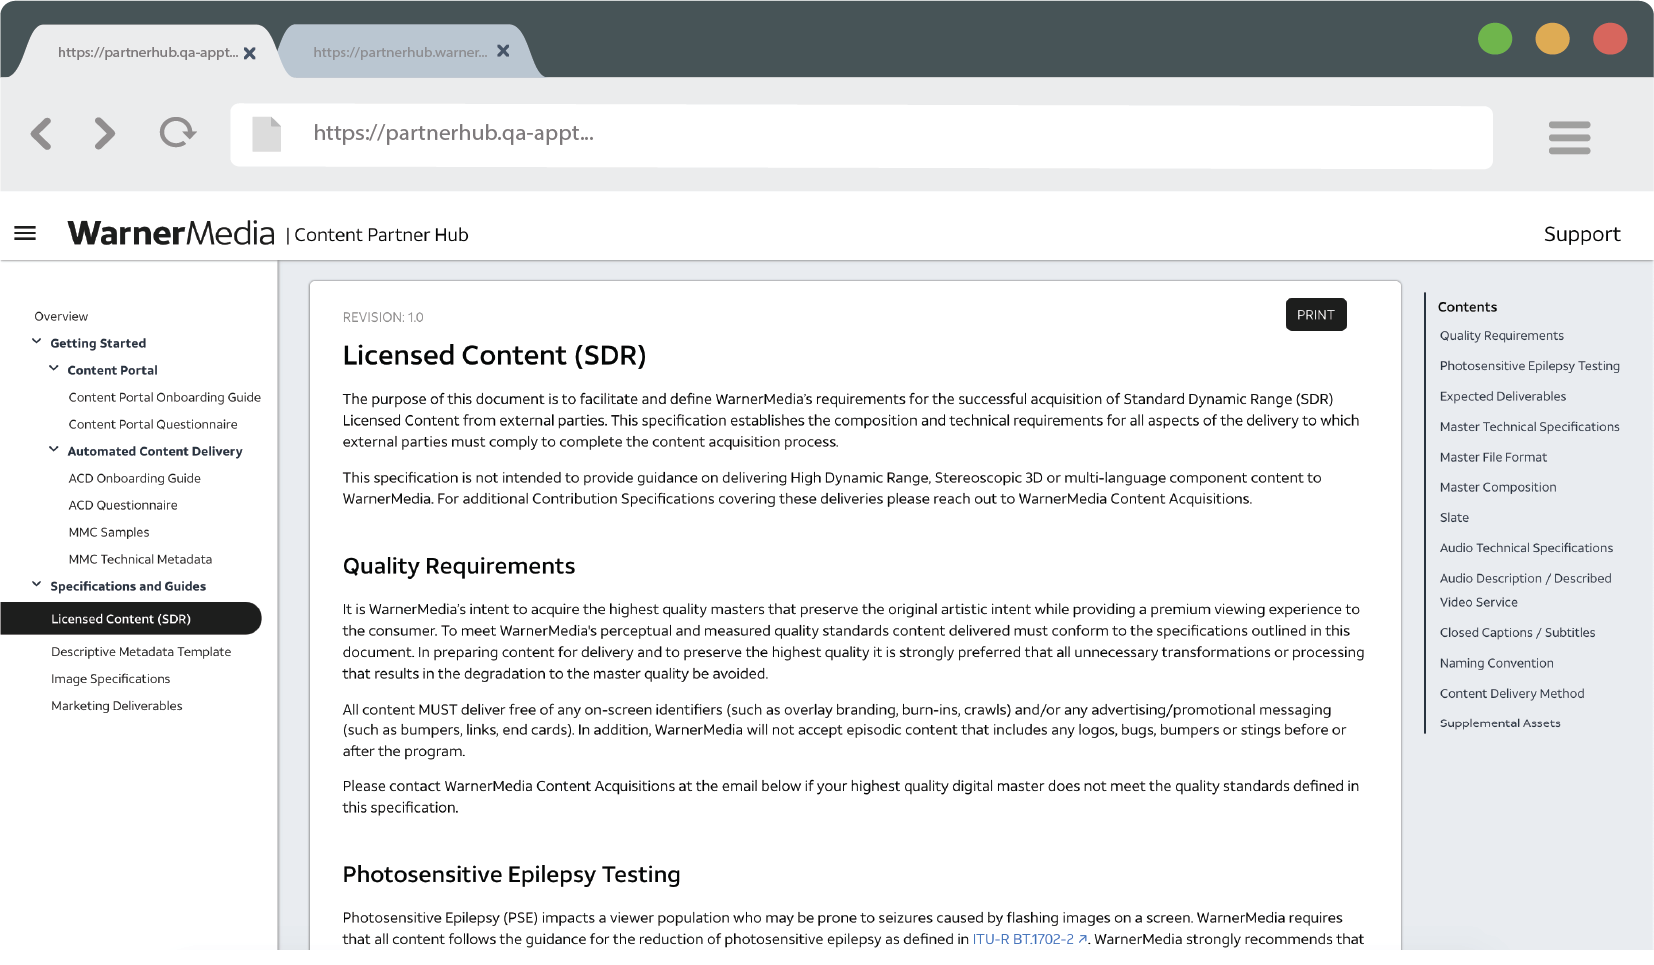 https://partnerhub.qa-appt...
https://partnerhub.warner...
https://partnerhub.qa-appt...
WarnerMedia | Content Partner Hub
Support
Overview
Getting Started
Content Portal
Content Portal Onboarding Guide
Content Portal Questionnaire
Automated Content Delivery
ACD Onboarding Guide
ACD Questionnaire
MMC Samples
MMC Technical Metadata
Specifications and Guides
Licensed Content (SDR)
Descriptive Metadata Template
Image Specifications
Marketing Deliverables
REVISION: 1.0
PRINT
Licensed Content (SDR)
The purpose of this document is to facilitate and define WarnerMedia's requirements for the successful acquisition of Standard Dynamic Range (SDR)
Licensed Content from external parties. This specification establishes the composition and technical requirements for all aspects of the delivery to which
external parties must comply to complete the content acquisition process.
This specification is not intended to provide guidance on delivering High Dynamic Range, Stereoscopic 3D or multi-language component content to
WarnerMedia. For additional Contribution Specifications covering these deliveries please reach out to WarnerMedia Content Acquisitions.
Quality Requirements
It is WarnerMedia's intent to acquire the highest quality masters that preserve the original artistic intent while providing a premium viewing experience to
the consumer. To meet WarnerMedia's perceptual and measured quality standards content delivered must conform to the specifications outlined in this
document. In preparing content for delivery and to preserve the highest quality it is strongly preferred that all unnecessary transformations or processing
that results in the degradation to the master quality be avoided.
All content MUST deliver free of any on-screen identifiers (such as overlay branding, burn-ins, crawls) and/or any advertising/promotional messaging
(such as bumpers, links, end cards). In addition, WarnerMedia will not accept episodic content that includes any logos, bugs, bumpers or stings before or
after the program.
Please contact WarnerMedia Content Acquisitions at the email below if your highest quality digital master does not meet the quality standards defined in
this specification.
Photosensitive Epilepsy Testing
Photosensitive Epilepsy (PSE) impacts a viewer population who may be prone to seizures caused by flashing images on a screen. WarnerMedia requires
that all content follows the guidance for the reduction of photosensitive epilepsy as defined in ITU-R BT.1702-2 ↗. WarnerMedia strongly recommends that
Contents
Quality Requirements
Photosensitive Epilepsy Testing
Expected Deliverables
Master Technical Specifications
Master File Format
Master Composition
Slate
Audio Technical Specifications
Audio Description / Described
Video Service
Closed Captions / Subtitles
Naming Convention
Content Delivery Method
Supplemental Assets